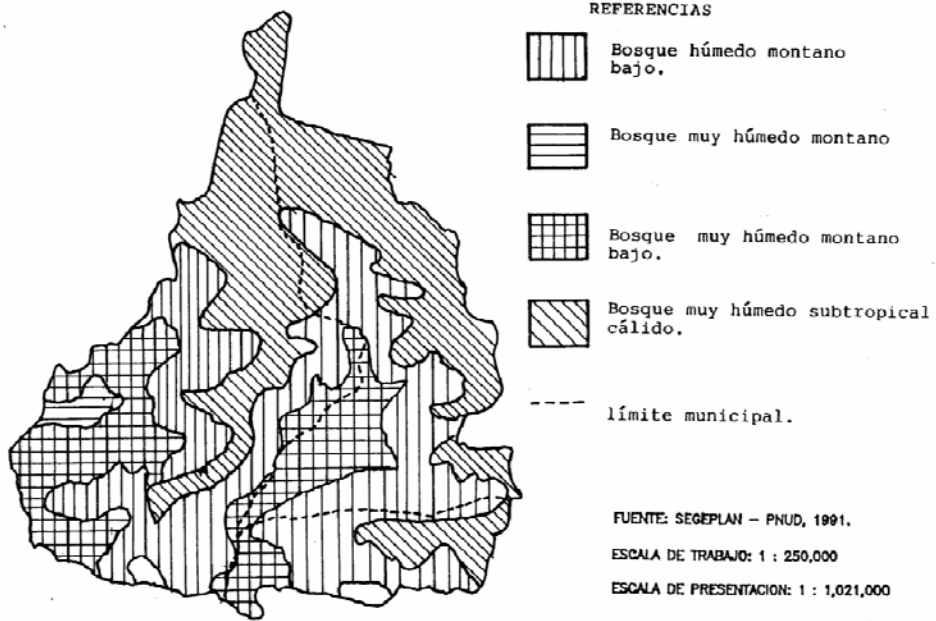 REFERENCIAS
Bosque húmedo montano
bajo.
Bosque muy húmedo montano
Bosque muy húmedo montano
bajo.
Bosque muy húmedo subtropical
cálido.
límite municipal.
FUENTE: SEGEPLAN – PNUD, 1991.
ESCALA DE TRABAJO: 1 : 250,000
ESCALA DE PRESENTACION: 1 : 1,021,000